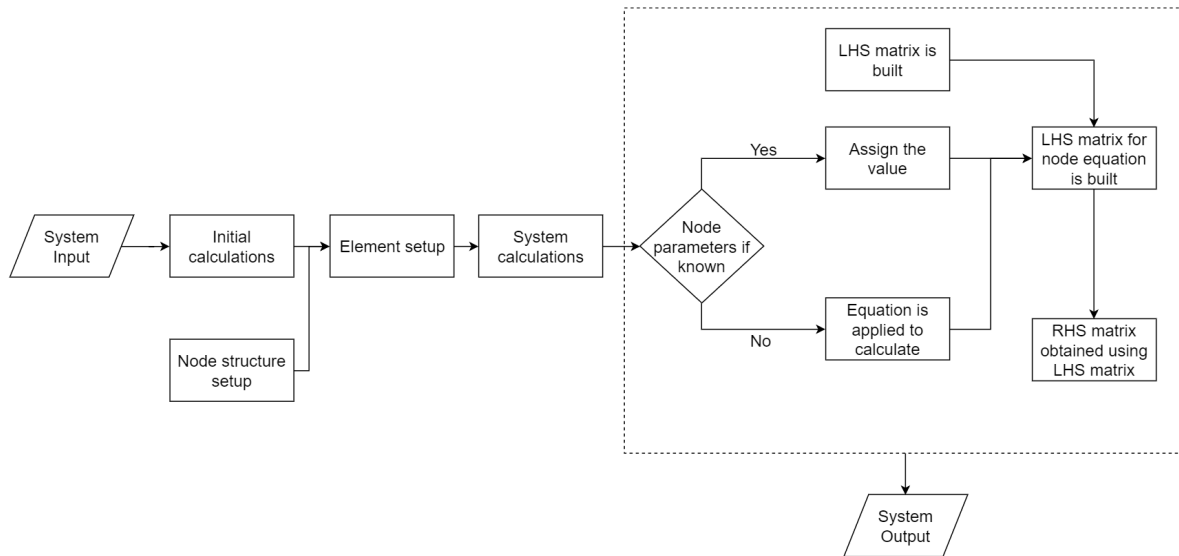 System
Input
Initial
calculations
Node structure
setup
Element setup
System
calculations
Node
parameters if
known
Yes
No
LHS matrix is
built
Assign the
value
Equation is
applied to
calculate
LHS matrix for
node equation
is built
RHS matrix
obtained using
LHS matrix
System
Output